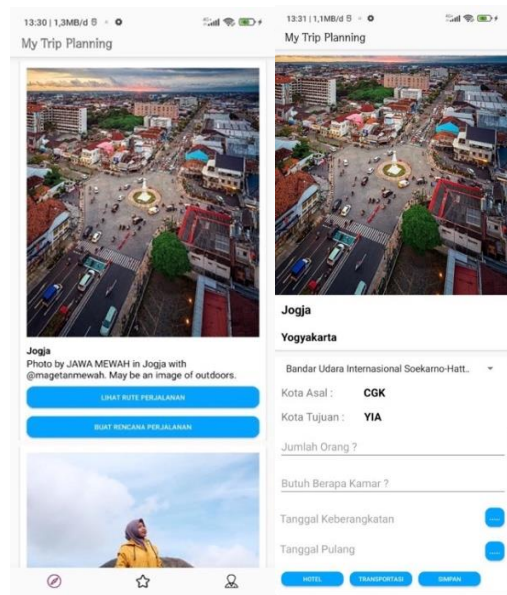 13:30 | 1,3MB/d
My Trip Planning
Jogja
Photo by JAWA MEWAH in Jogja with
@magetanmewah. May be an image of outdoors.
LIHAT RUTE PERJALANAN
BUAT RENCANA PERJALANAN
13:31 | 1,1MB/d
My Trip Planning
Jogja
Yogyakarta
Bandar Udara Internasional Soekarno-Hatt..
Kota Asal : CGK
Kota Tujuan : YIA
Jumlah Orang ?
Butuh Berapa Kamar ?
Tanggal Keberangkatan
....
Tanggal Pulang
....
HOTEL TRANSPORTASI SIMPAN